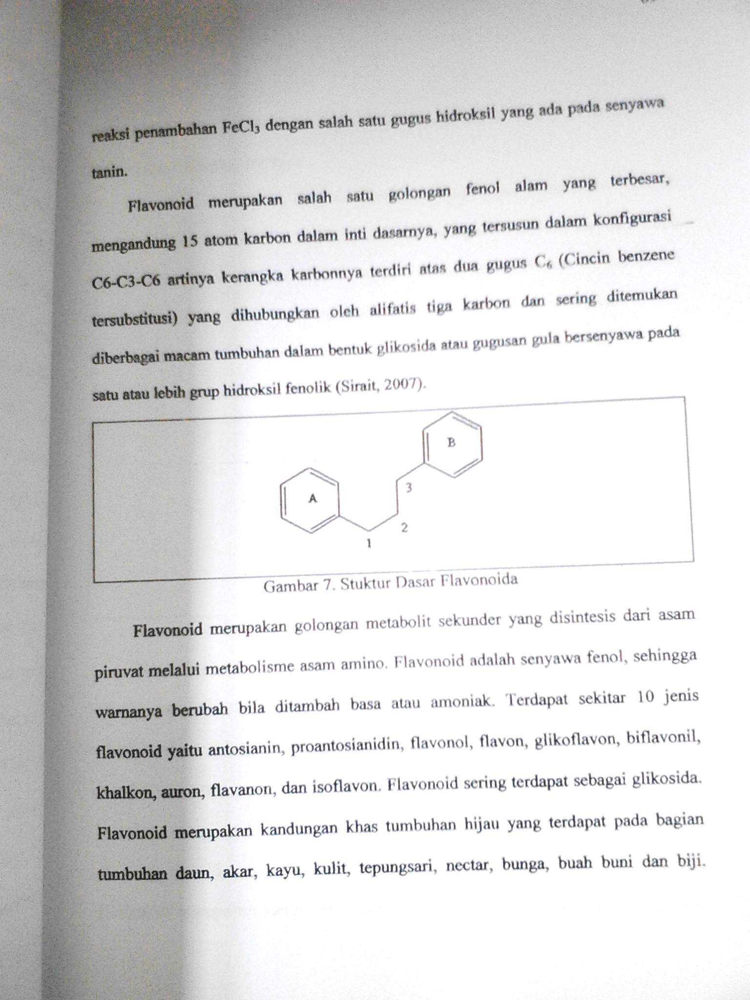 reaksi penambahan FeCl₃ dengan salah satu gugus hidroksil yang ada pada senyawa
tanin.
Flavonoid merupakan salah satu golongan fenol alam yang terbesar,
mengandung 15 atom karbon dalam inti dasarnya, yang tersusun dalam konfigurasi
C6-C3-C6 artinya kerangka karbonnya terdiri atas dua gugus C₆ (Cincin benzene
tersubstitusi) yang dihubungkan oleh alifatis tiga karbon dan sering ditemukan
diberbagai macam tumbuhan dalam bentuk glikosida atau gugusan gula bersenyawa pada
satu atau lebih grup hidroksil fenolik (Sirait, 2007).
B
A
3
2
1
Gambar 7. Stuktur Dasar Flavonoida
Flavonoid merupakan golongan metabolit sekunder yang disintesis dari asam
piruvat melalui metabolisme asam amino. Flavonoid adalah senyawa fenol, sehingga
warnanya berubah bila ditambah basa atau amoniak. Terdapat sekitar 10 jenis
flavonoid yaitu antosianin, proantosianidin, flavonol, flavon, glikoflavon, biflavonil,
khalkon, auron, flavanon, dan isoflavon. Flavonoid sering terdapat sebagai glikosida.
Flavonoid merupakan kandungan khas tumbuhan hijau yang terdapat pada bagian
tumbuhan daun, akar, kayu, kulit, tepungsari, nectar, bunga, buah buni dan biji.